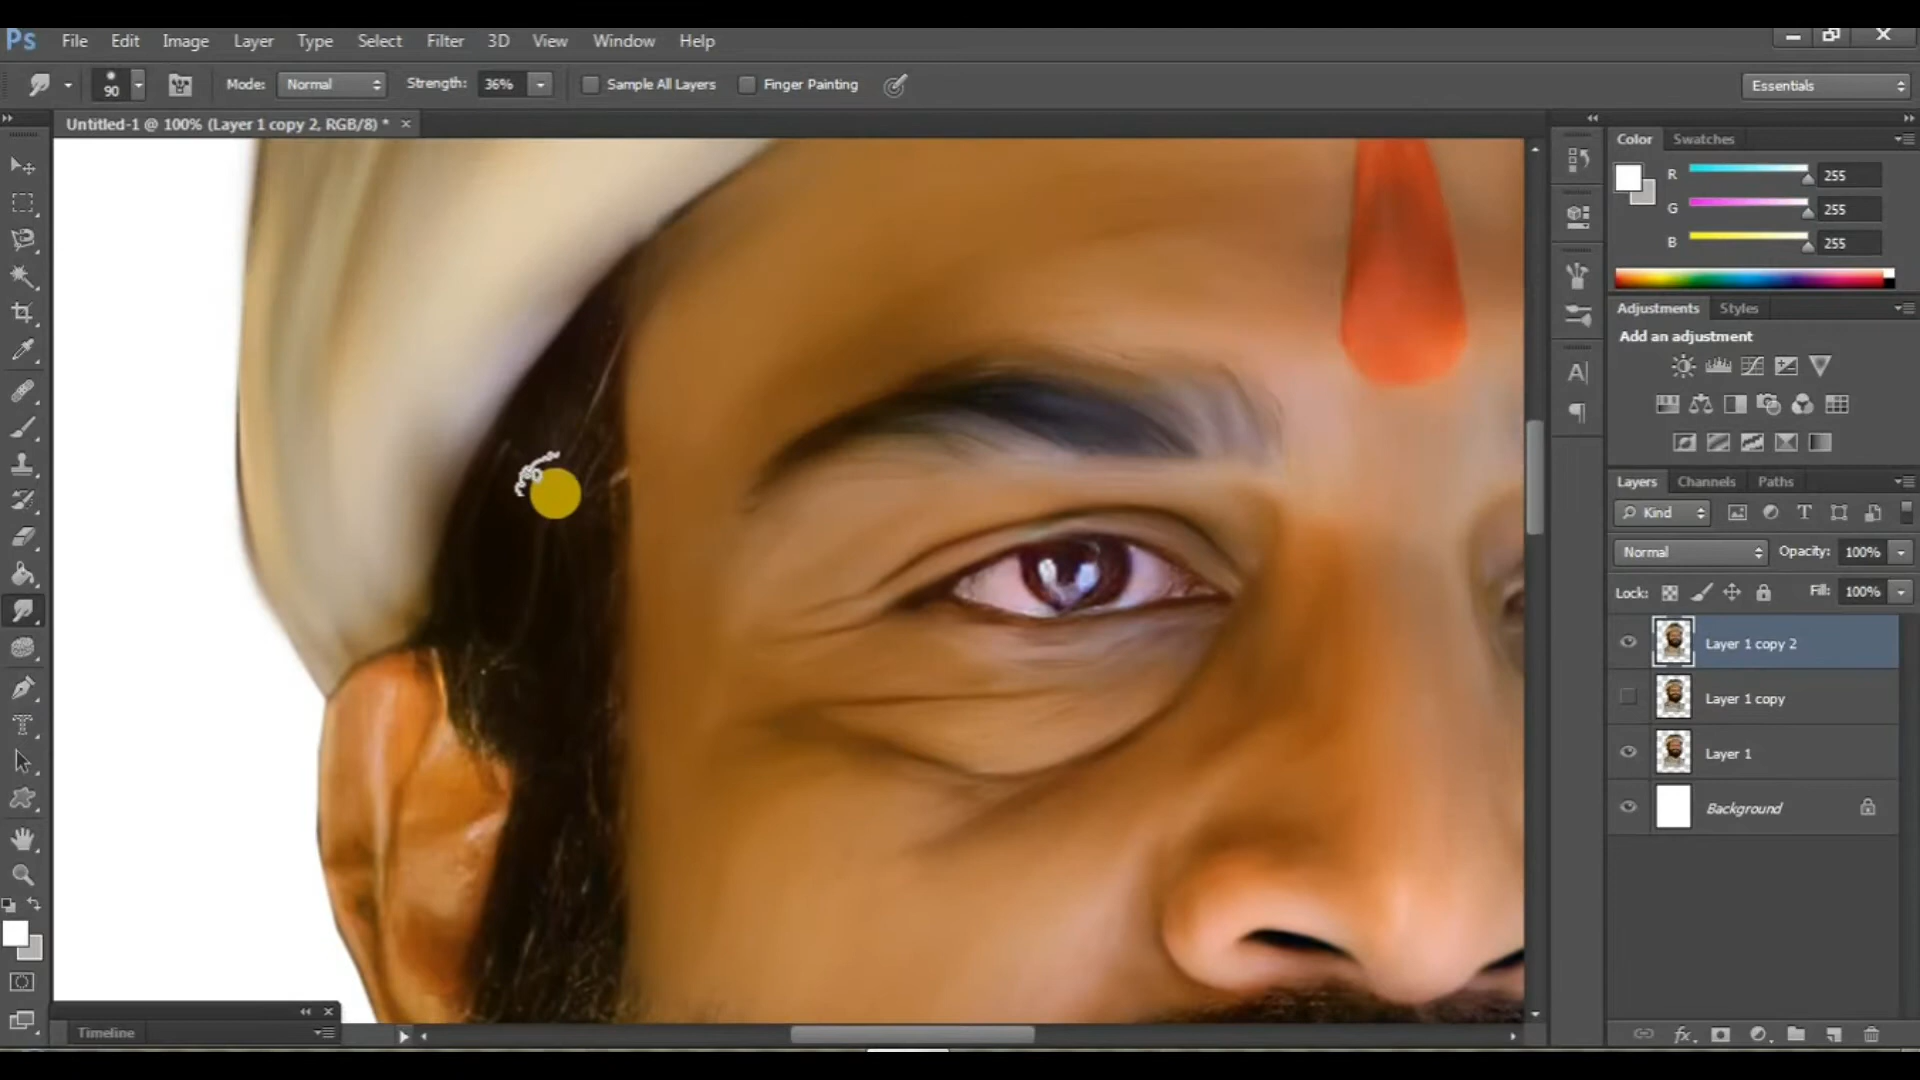 Ps File Edit Image Layer Type Select Filter 3D View Window Help
90 Mode: Normal Strength: 36% Sample All Layers Finger Painting Essentials
Untitled-1 @ 100% (Layer 1 copy 2, RGB/8) * ×
Color Swatches
R 255
G 255
B 255
Adjustments Styles
Add an adjustment
Layers Channels Paths
Kind
Normal Opacity: 100%
Lock: Fill: 100%
Layer 1 copy 2
Layer 1 copy
Layer 1
Background
Timeline